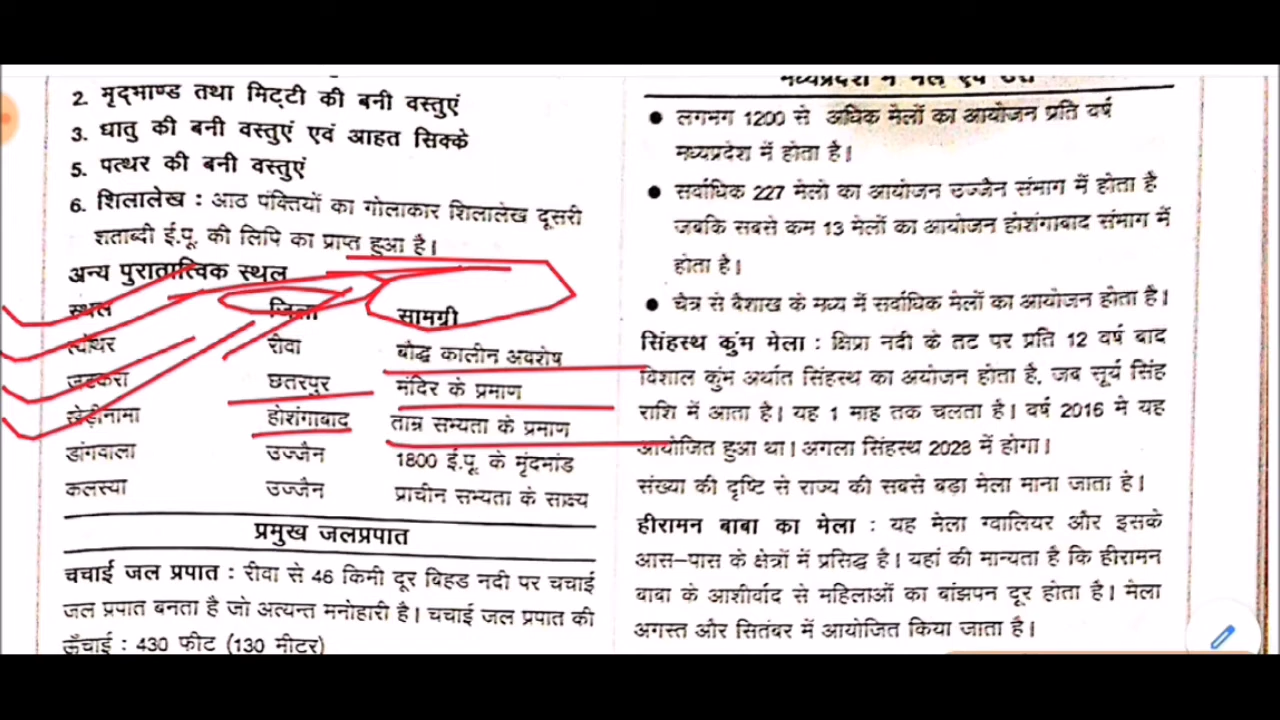 2. मृद्भाण्ड तथा मिट्टी की बनी वस्तुएं
3. धातु की बनी वस्तुएं एवं आहत सिक्के
5. पत्थर की बनी वस्तुएं
6. शिलालेख : आठ पंक्तियों का गोलाकार शिलालेख दूसरी
शताब्दी ई.पू. की लिपि का प्राप्त हुआ है।
अन्य पुरातात्विक स्थल
स्थल जिला सामग्री
त्योंथर रीवा बौद्ध कालीन अवशेष
जटकरा छतरपुर मंदिर के प्रमाण
खेड़ीनामा होशंगाबाद ताम्र सभ्यता के प्रमाण
डांगवाला उज्जैन 1800 ई.पू. के मृंदभांड
कलस्या उज्जैन प्राचीन सभ्यता के साक्ष्य
प्रमुख जलप्रपात
चचाई जल प्रपात : रीवा से 46 किमी दूर बिहड नदी पर चचाई
जल प्रपात बनता है जो अत्यन्त मनोहारी है। चचाई जल प्रपात की
ऊँचाई : 430 फीट (130 मीटर)
मध्यप्रदेश में मेले एवं
लगभग 1200 से अधिक मेलों का आयोजन प्रति वर्ष
मध्यप्रदेश में होता है।
सर्वाधिक 227 मेलो का आयोजन उज्जैन संभाग में होता है
जबकि सबसे कम 13 मेलों का आयोजन होशंगाबाद संभाग में
होता है।
चैत्र से वैशाख के मध्य में सर्वाधिक मेलों का आयोजन होता है।
सिंहस्थ कुंभ मेला : क्षिप्रा नदी के तट पर प्रति 12 वर्ष बाद
विशाल कुंभ अर्थात सिंहस्थ का अयोजन होता है, जब सूर्य सिंह
राशि में आता है। यह 1 माह तक चलता है। वर्ष 2016 मे यह
आयोजित हुआ था। अगला सिंहस्थ 2028 में होगा।
संख्या की दृष्टि से राज्य की सबसे बड़ा मेला माना जाता है।
हीरामन बाबा का मेला : यह मेला ग्वालियर और इसके
आस-पास के क्षेत्रों में प्रसिद्ध है। यहां की मान्यता है कि हीरामन
बाबा के आशीर्वाद से महिलाओं का बांझपन दूर होता है। मेला
अगस्त और सितंबर में आयोजित किया जाता है।